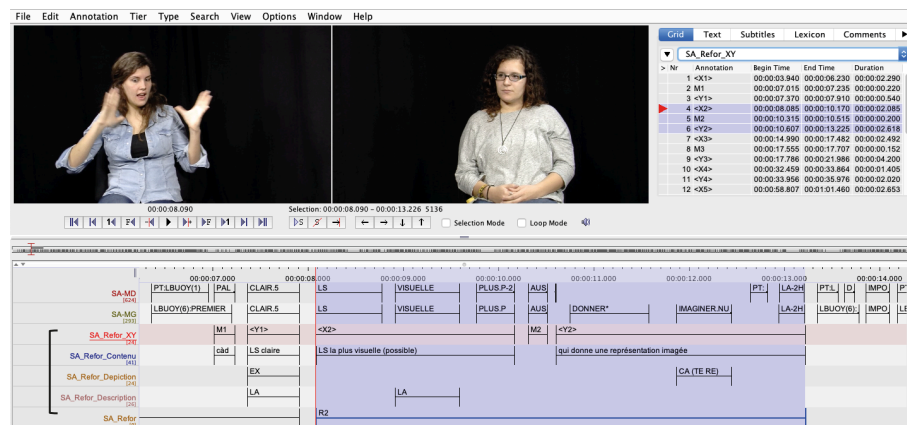 File Edit Annotation Tier Type Search View Options Window Help
Grid Text Subtitles Lexicon Comments
SA_Refor_XY
> Nr Annotation Begin Time End Time Duration
1 <X1> 00:00:03.940 00:00:06.230 00:00:02.290
2 M1 00:00:07.015 00:00:07.235 00:00:00.220
3 <Y1> 00:00:07.370 00:00:07.910 00:00:00.540
4 <X2> 00:00:08.085 00:00:10.170 00:00:02.085
5 M2 00:00:10.315 00:00:10.515 00:00:00.200
6 <Y2> 00:00:10.607 00:00:13.225 00:00:02.618
7 <X3> 00:00:14.990 00:00:17.482 00:00:02.492
8 M3 00:00:17.555 00:00:17.707 00:00:00.152
9 <Y3> 00:00:17.786 00:00:21.986 00:00:04.200
10 <X4> 00:00:32.459 00:00:33.864 00:00:01.405
11 <Y4> 00:00:33.956 00:00:35.976 00:00:02.020
12 <X5> 00:00:58.807 00:01:01.460 00:00:02.653
00:00:08.090 Selection: 00:00:08.090 - 00:00:13.226 5136
Selection Mode Loop Mode
00:00:07.000 00:00:08.000 00:00:09.000 00:00:10.000 00:00:11.000 00:00:12.000 00:00:13.000 00:00:14.000
SA-MD PT:LBUOY(1) PAL CLAIR.5 LS VISUELLE PLUS.P-2 AUS PT: LA-2H PT:L D IMPO
[624]
SA-MG LBUOY(6):PREMIER CLAIR.5 LS VISUELLE PLUS.P AUS DONNER* IMAGINER.NU LA-2H LBUOY(6): IMPO
[293]
SA_Refor_XY M1 <Y1> <X2> M2 <Y2>
[24]
SA_Refor_Contenu càd LS claire LS la plus visuelle (possible) qui donne une représentation imagée
[41]
SA_Refor_Depiction EX CA (TE RE)
[24]
SA_Refor_Description LA LA
[26]
SA_Refor R2